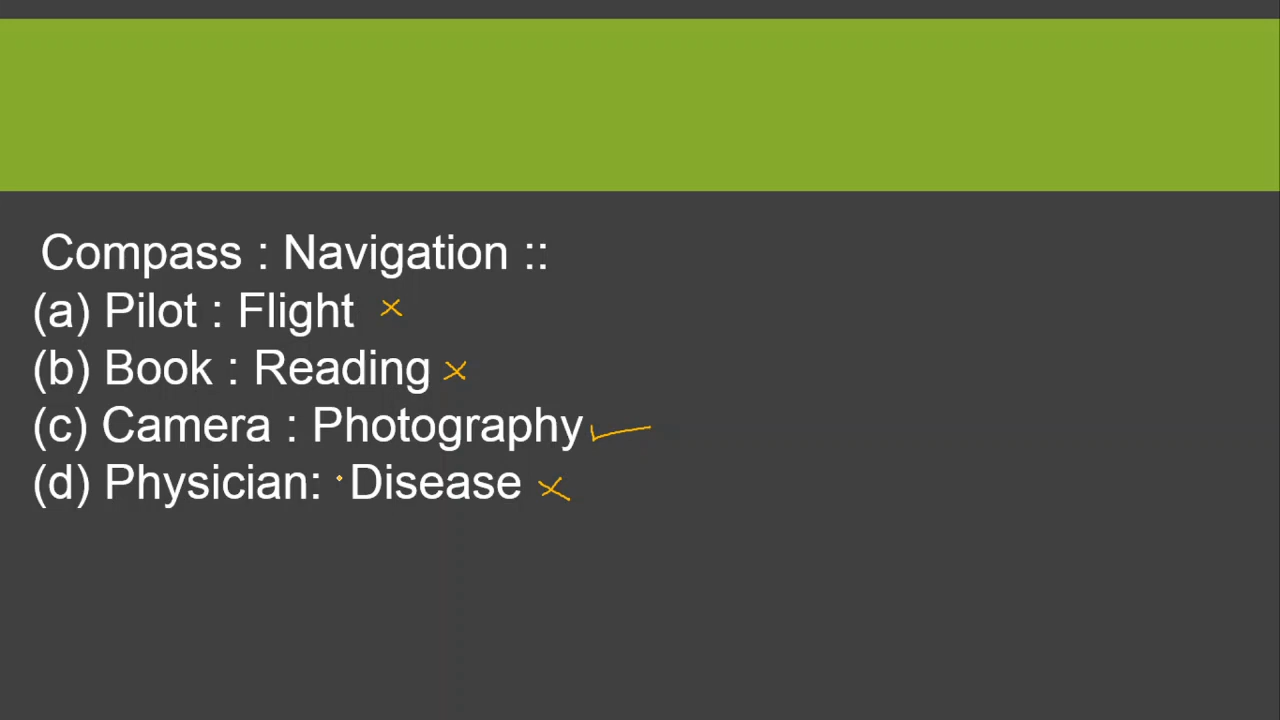 Compass : Navigation ::
(a) Pilot : Flight ×
(b) Book : Reading ×
(c) Camera : Photography ✓
(d) Physician: Disease ×